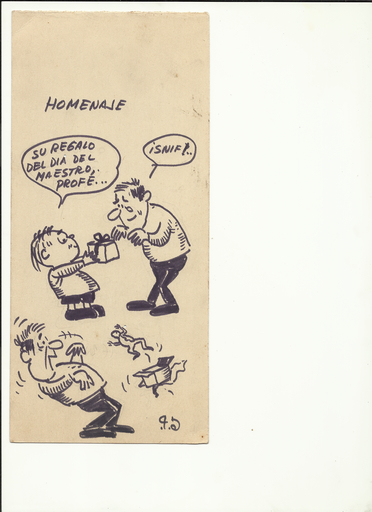 HOMENAJE
SU REGALO
DEL DIA DEL
MAESTRO,
PROFE...
¡SNIF!..